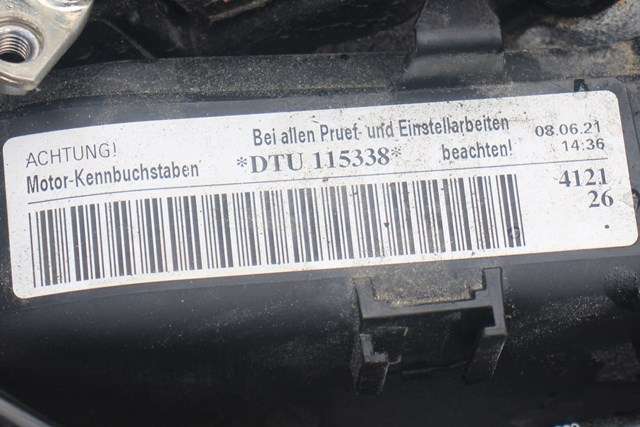 ACHTUNG! Bei allen Pruef- und Einstellarbeiten 08.06.21
Motor-Kennbuchstaben *DTU 115338* beachten! 14:36
4121
26